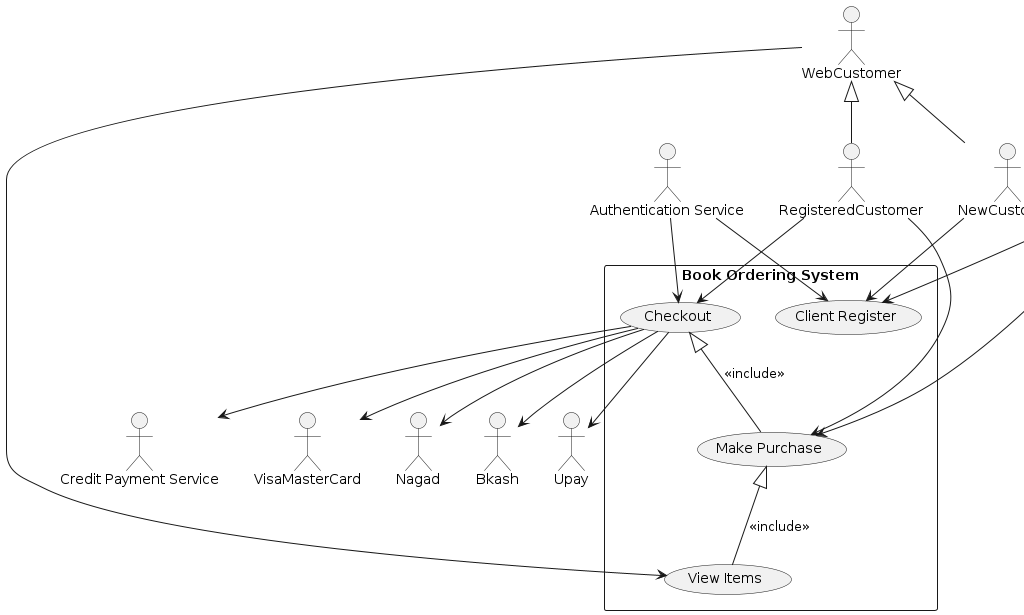 WebCustomer
Authentication Service
RegisteredCustomer
NewCusto
Book Ordering System
Checkout
Client Register
«include»
Make Purchase
Credit Payment Service
VisaMasterCard
Nagad
Bkash
Upay
«include»
View Items